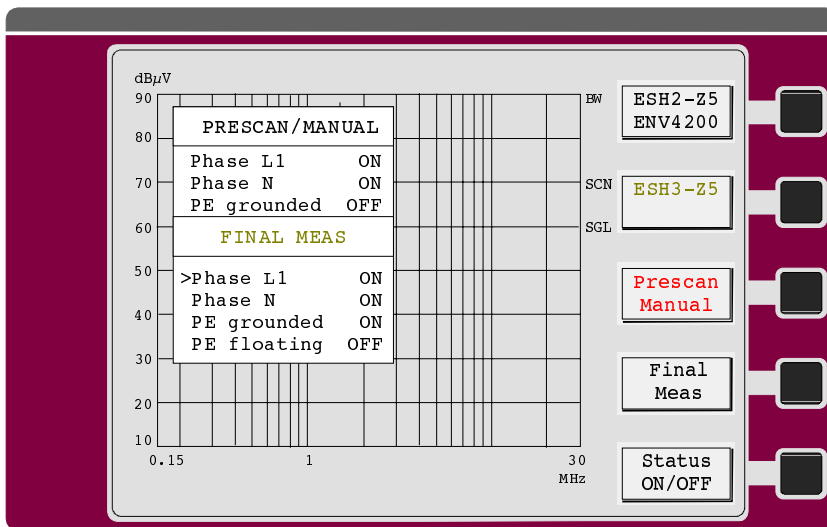 dBµV
90
80
70
60
50
40
30
20
10
0.15
1
30
MHz
PRESCAN/MANUAL
Phase L1 ON
Phase N ON
PE grounded OFF
FINAL MEAS
>Phase L1 ON
Phase N ON
PE grounded ON
PE floating OFF
BW
SCN
SGL
ESH2-Z5
ENV4200
ESH3-Z5
Prescan
Manual
Final
Meas
Status
ON/OFF